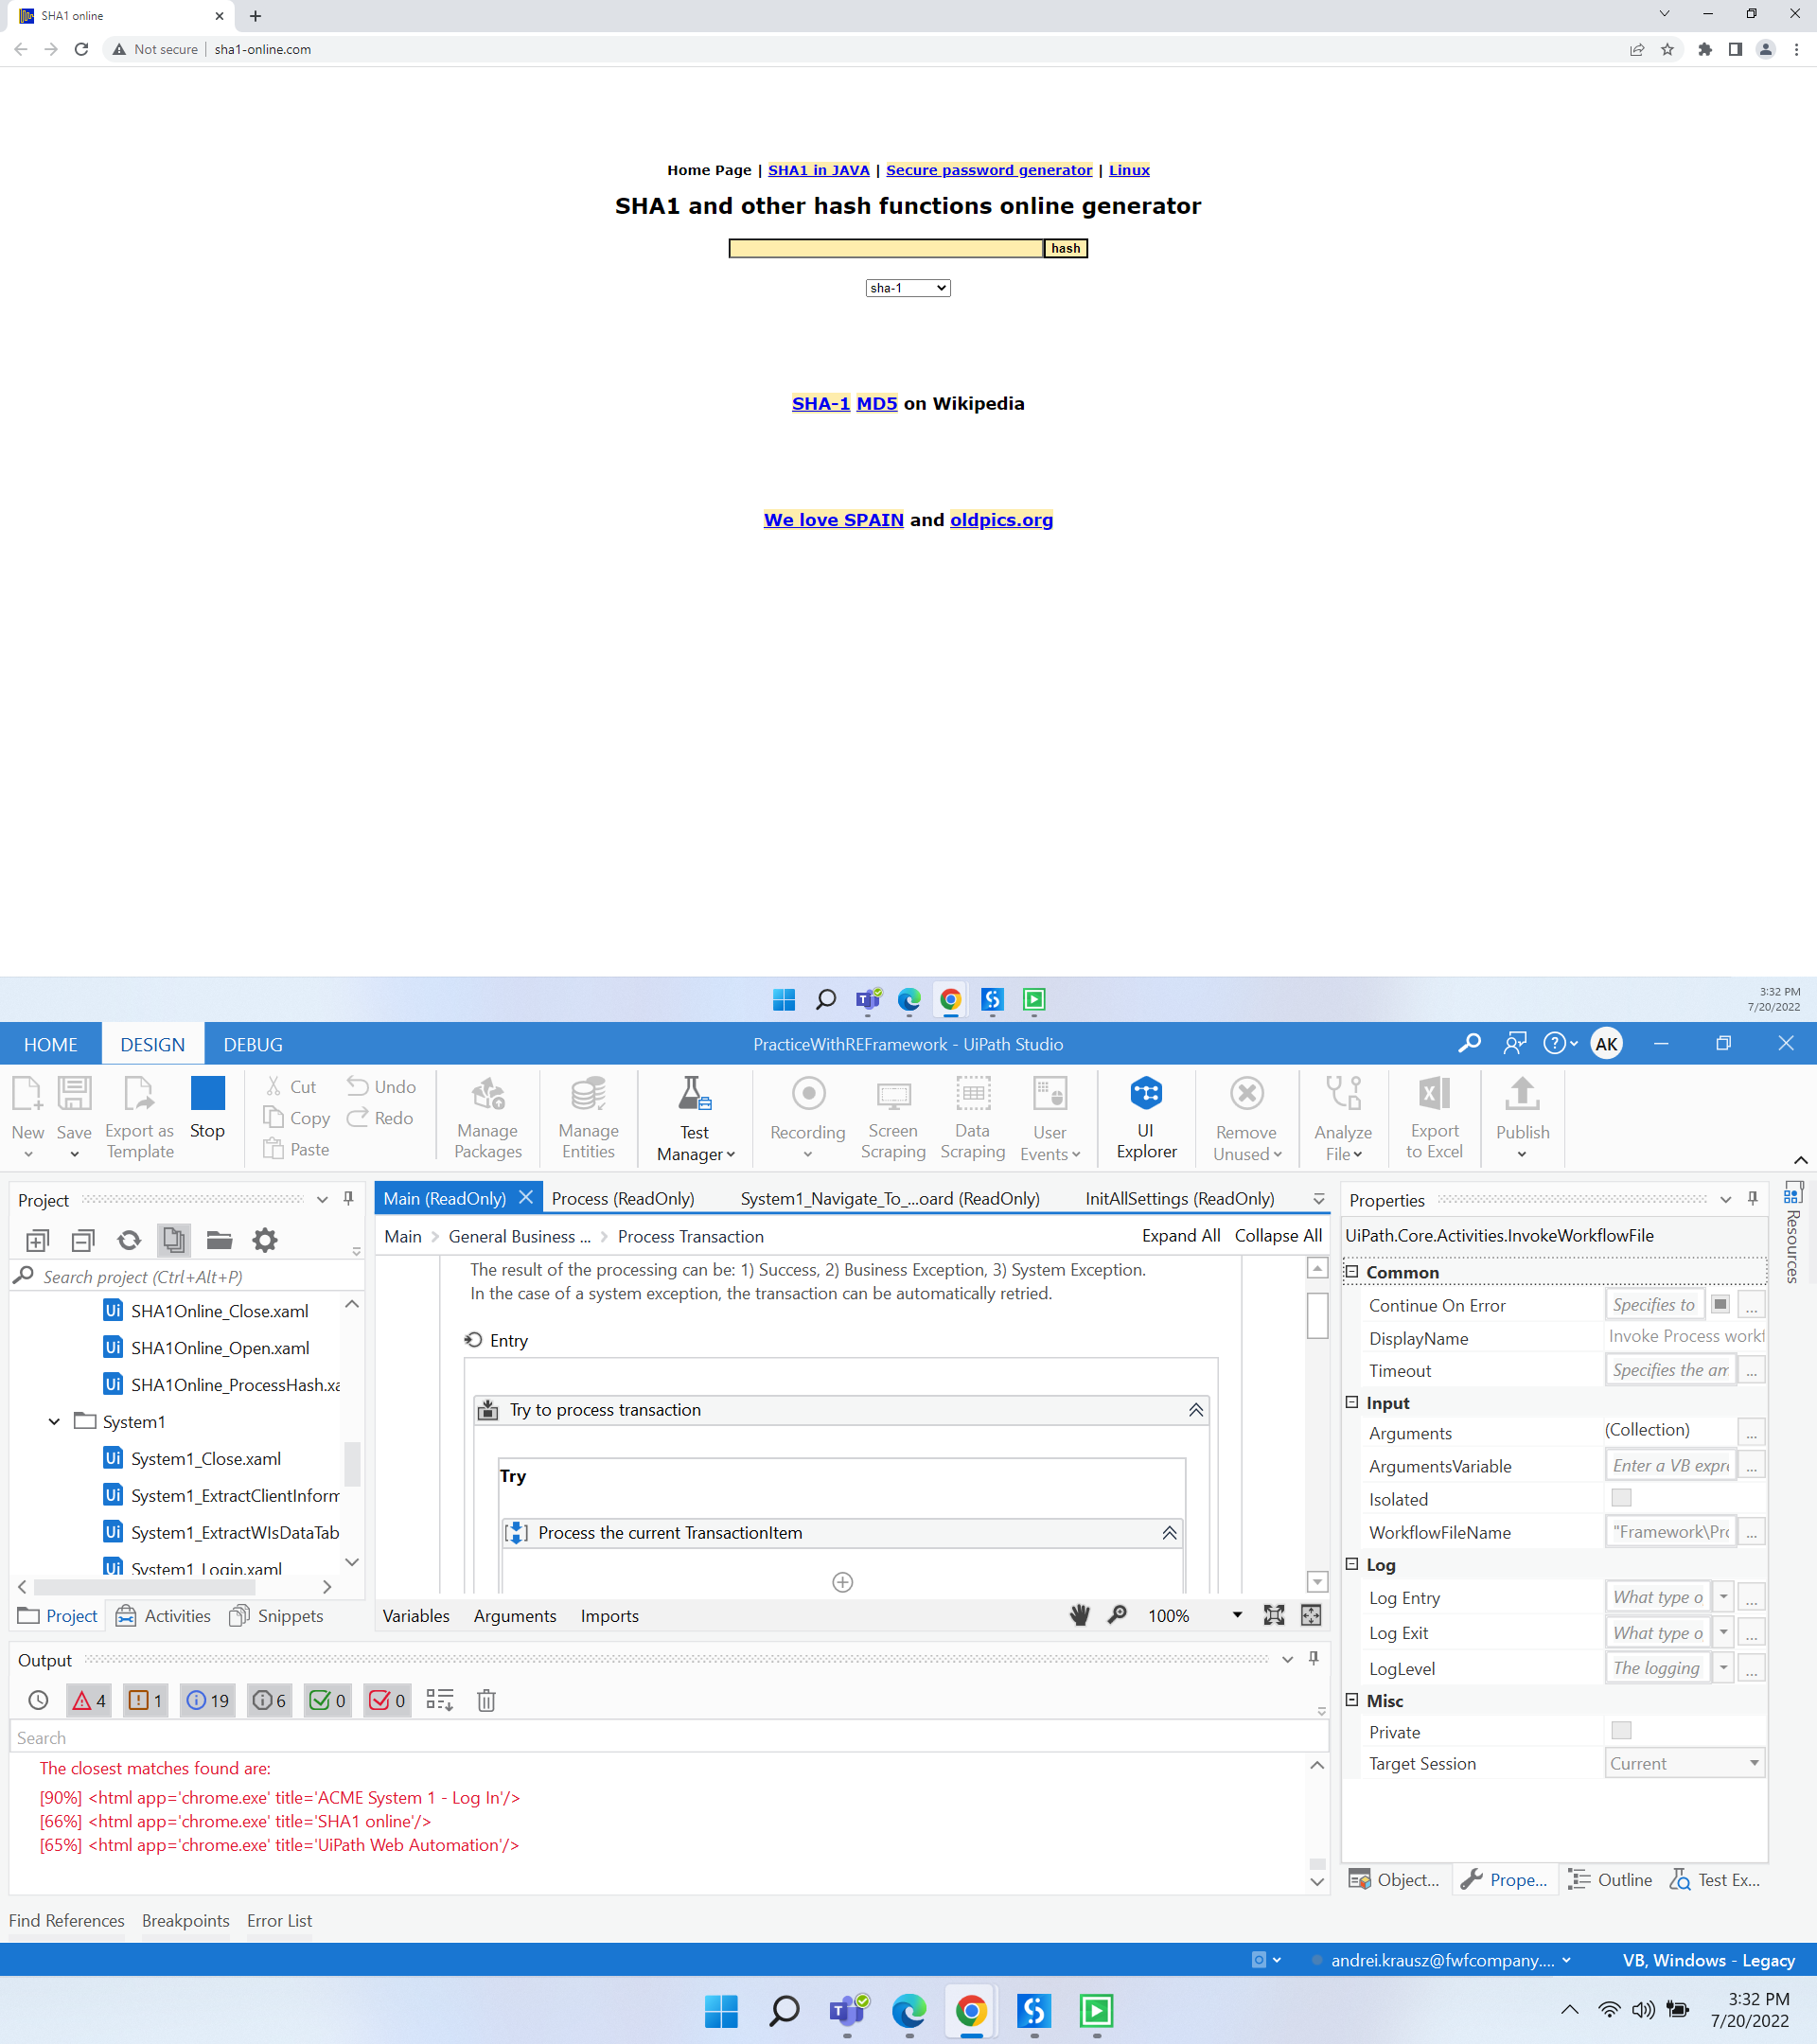 SHA1 online
Not secure
sha1-online.com
Home Page | SHA1 in JAVA | Secure password generator | Linux
SHA1 and other hash functions online generator
hash
sha-1
SHA-1 MD5 on Wikipedia
We love SPAIN and oldpics.org
3:32 PM
7/20/2022
HOME
DESIGN
DEBUG
PracticeWithREFramework - UiPath Studio
AK
New
Save
Export as Template
Stop
Cut
Copy
Paste
Undo
Redo
Manage Packages
Manage Entities
Test Manager
Recording
Screen Scraping
Data Scraping
User Events
UI Explorer
Remove Unused
Analyze File
Export to Excel
Publish
Project
Search project (Ctrl+Alt+P)
SHA1Online_Close.xaml
SHA1Online_Open.xaml
SHA1Online_ProcessHash.xa
System1
System1_Close.xaml
System1_ExtractClientInform
System1_ExtractWIsDataTab
System1_Login.xaml
Project
Activities
Snippets
Main (ReadOnly)
Process (ReadOnly)
System1_Navigate_To_...oard (ReadOnly)
InitAllSettings (ReadOnly)
Main > General Business ... > Process Transaction
Expand All
Collapse All
The result of the processing can be: 1) Success, 2) Business Exception, 3) System Exception.
In the case of a system exception, the transaction can be automatically retried.
Entry
Try to process transaction
Try
Process the current TransactionItem
Variables
Arguments
Imports
100%
Properties
UiPath.Core.Activities.InvokeWorkflowFile
Common
Continue On Error
Specifies to
...
DisplayName
Invoke Process workf
Timeout
Specifies the am
...
Input
Arguments
(Collection)
...
ArgumentsVariable
Enter a VB expre
...
Isolated
WorkflowFileName
"Framework\Pro
...
Log
Log Entry
What type o
...
Log Exit
What type o
...
LogLevel
The logging
...
Misc
Private
Target Session
Current
Object...
Prope...
Outline
Test Ex...
Resources
Output
4
1
19
6
0
0
Search
The closest matches found are:
[90%] <html app='chrome.exe' title='ACME System 1 - Log In'/>
[66%] <html app='chrome.exe' title='SHA1 online'/>
[65%] <html app='chrome.exe' title='UiPath Web Automation'/>
Find References
Breakpoints
Error List
andrei.krausz@fwfcompany....
VB, Windows - Legacy
3:32 PM
7/20/2022